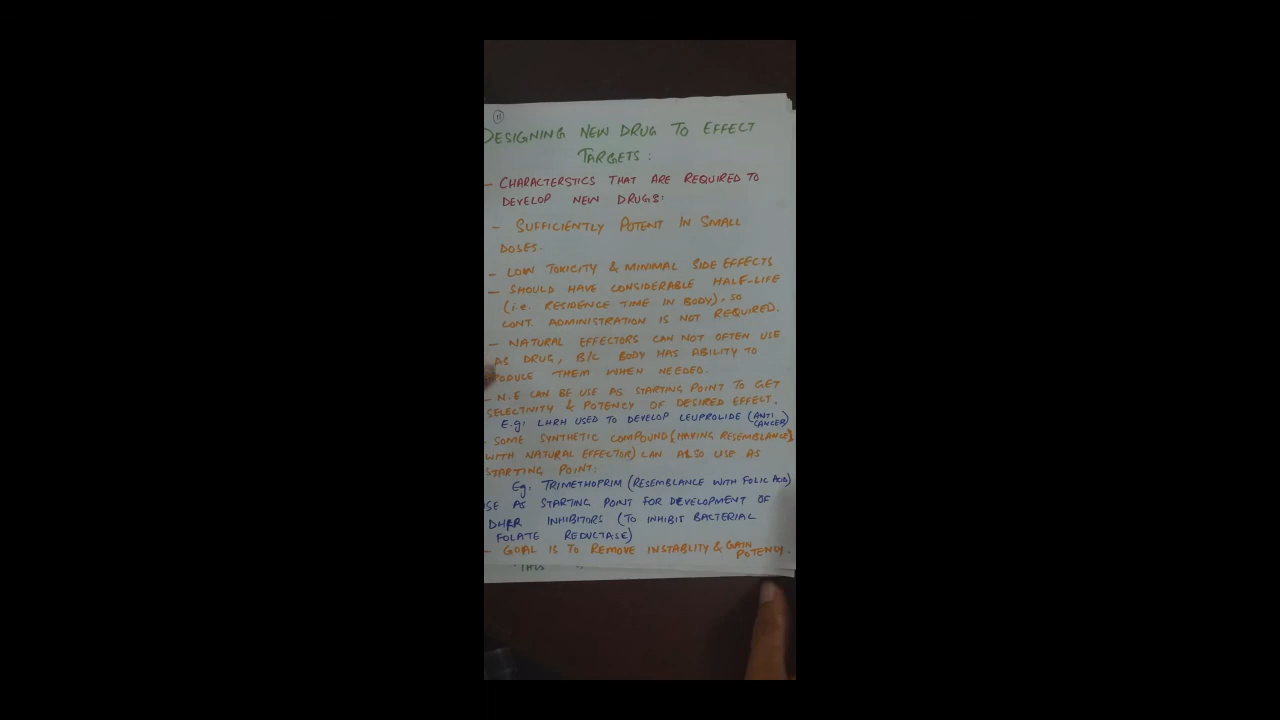 11
DESIGNING NEW DRUG TO EFFECT
TARGETS:
- CHARACTERSTICS THAT ARE REQUIRED TO
DEVELOP NEW DRUGS:
- SUFFICIENTLY POTENT IN SMALL
DOSES.
- LOW TOXICITY & MINIMAL SIDE EFFECTS
- SHOULD HAVE CONSIDERABLE HALF-LIFE
(i.e. RESIDENCE TIME IN BODY), SO
CONT. ADMINISTRATION IS NOT REQUIRED.
- NATURAL EFFECTORS CAN NOT OFTEN USE
AS DRUG, B/C BODY HAS ABILITY TO
ODUCE THEM WHEN NEEDED.
- N.E CAN BE USE AS STARTING POINT TO GET
SELECTINITY & POTENCY OF DESIRED EFFECT.
E.g: LHRH USED TO DEVELOP LEUPROLIDE (ANTI
CANCER)
- SOME SYNTHETIC COMPOUND (HAVING RESEMBLANCE
WITH NATURAL EFFECTOR) CAN ALSO USE AS
STARTING POINT:
Eg: TRIMETHOPRIM (RESEMBLANCE WITH FOLIC ACID)
SE AS STARTING POINT FOR DEVELOPMENT OF
INHIBITORS (TO INHIBIT BACTERIAL
FOLATE REDUCTASE)
- GOAL IS TO REMOVE INSTABLITY & GAIN
POTENCY.